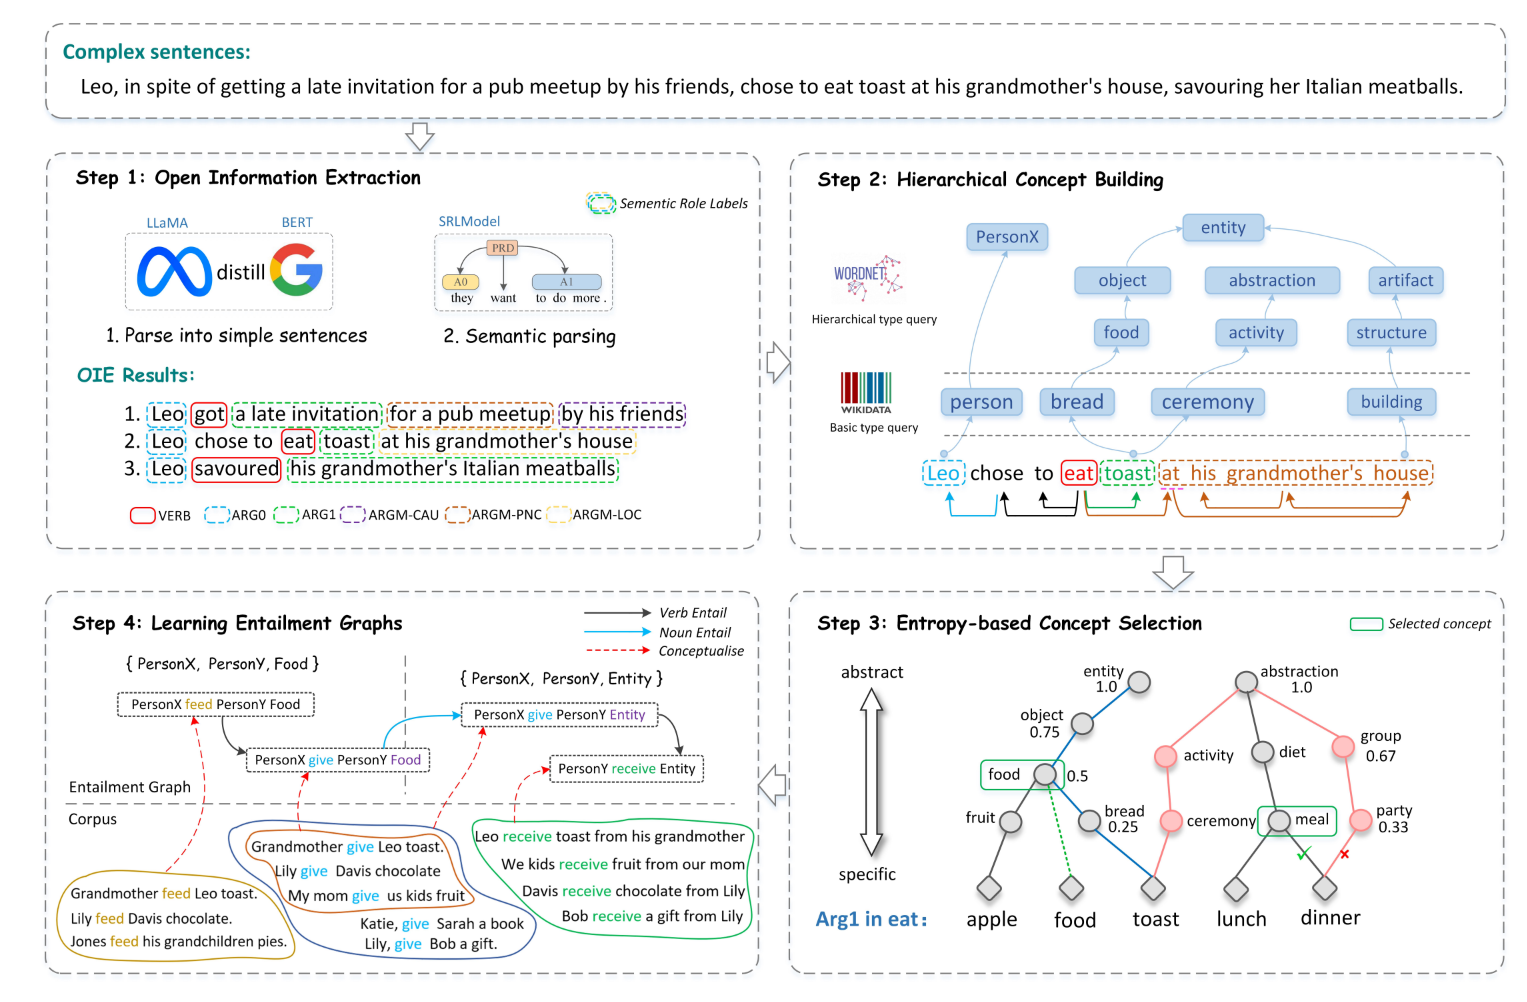 Complex sentences:
Leo, in spite of getting a late invitation for a pub meetup by his friends, chose to eat toast at his grandmother's house, savouring her Italian meatballs.
Step 1: Open Information Extraction
Sementic Role Labels
LLaMA
BERT
SRLModel
distill
PRD
A0
A1
they want to do more .
1. Parse into simple sentences
2. Semantic parsing
OIE Results:
1. Leo got a late invitation for a pub meetup by his friends
2. Leo chose to eat toast at his grandmother's house
3. Leo savoured his grandmother's Italian meatballs
VERB ARG0 ARG1 ARGM-CAU ARGM-PNC ARGM-LOC
Step 2: Hierarchical Concept Building
PersonX
entity
WORDNET
object
abstraction
artifact
Hierarchical type query
food
activity
structure
WIKIDATA
Basic type query
person
bread
ceremony
building
Leo chose to eat toast at his grandmother's house
Step 4: Learning Entailment Graphs
Verb Entail
Noun Entail
Conceptualise
{ PersonX, PersonY, Food }
{ PersonX, PersonY, Entity }
PersonX feed PersonY Food
PersonX give PersonY Entity
PersonX give PersonY Food
PersonY receive Entity
Entailment Graph
Corpus
Grandmother feed Leo toast.
Lily feed Davis chocolate.
Jones feed his grandchildren pies.
Grandmother give Leo toast.
Lily give Davis chocolate
My mom give us kids fruit
Katie, give Sarah a book
Lily, give Bob a gift.
Leo receive toast from his grandmother
We kids receive fruit from our mom
Davis receive chocolate from Lily
Bob receive a gift from Lily
Step 3: Entropy-based Concept Selection
Selected concept
abstract
specific
entity
1.0
abstraction
1.0
object
0.75
group
0.67
activity
diet
food
0.5
fruit
bread
0.25
ceremony
meal
party
0.33
Arg1 in eat:
apple
food
toast
lunch
dinner